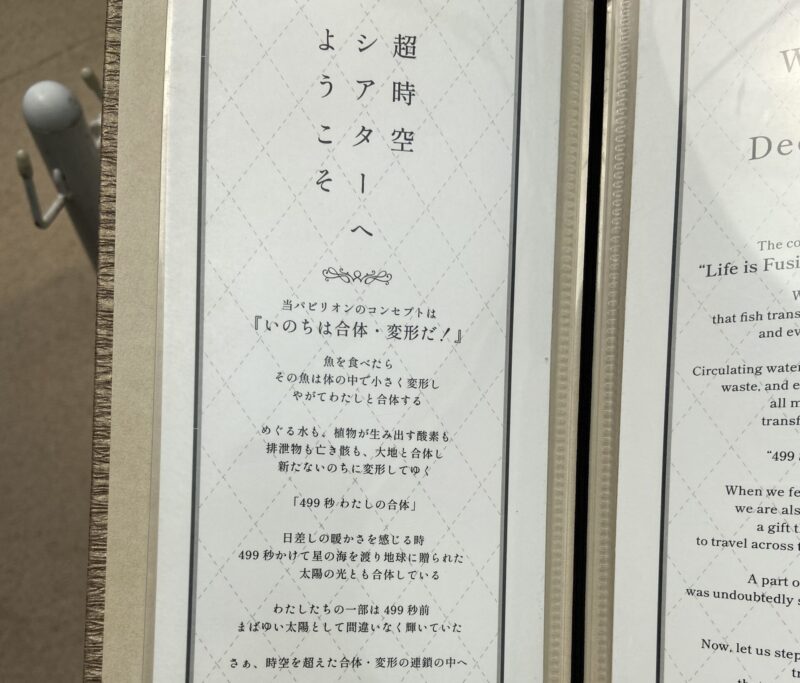 超時空
シアターへ
ようこそ
当パビリオンのコンセプトは
『いのちは合体・変形だ！』
魚を食べたら
その魚は体の中で小さく変形し
やがてわたしと合体する
めぐる水も、植物が生み出す酸素も
排泄物も亡き骸も、大地と合体し
新たないのちに変形してゆく
「499秒 わたしの合体」
日差しの暖かさを感じる時
499秒かけて星の海を渡り地球に贈られた
太陽の光とも合体している
わたしたちの一部は499秒前
まばゆい太陽として間違いなく輝いていた
さぁ、時空を超えた合体・変形の連鎖の中へ
The
"Life is
that fish
and
Circulating
waste, and
all
"499
When we
we are
a gift
to travel across
A part
was undoubtedly
Now, let us